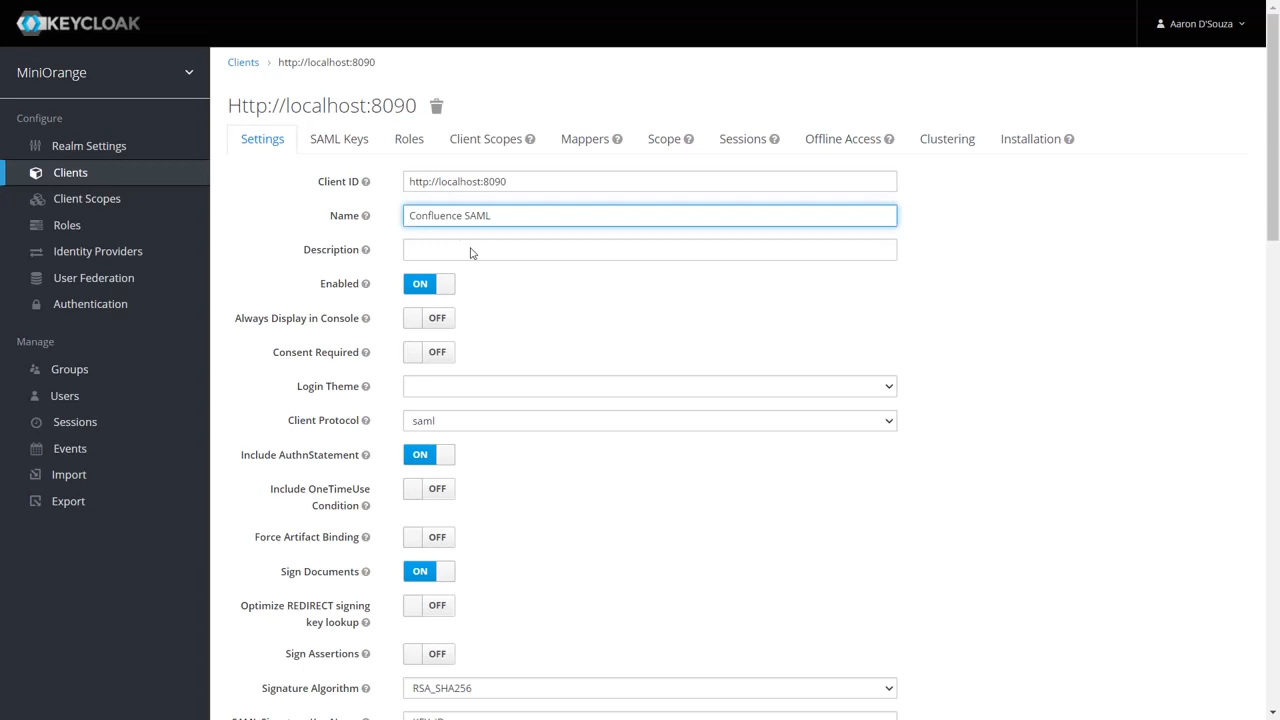 KEYCLOAK
Aaron D'Souza
MiniOrange
Configure
Realm Settings
Clients
Client Scopes
Roles
Identity Providers
User Federation
Authentication
Manage
Groups
Users
Sessions
Events
Import
Export
Clients > http://localhost:8090
Http://localhost:8090
Settings SAML Keys Roles Client Scopes Mappers Scope Sessions Offline Access Clustering Installation
Client ID http://localhost:8090
Name Confluence SAML
Description
Enabled ON
Always Display in Console OFF
Consent Required OFF
Login Theme
Client Protocol saml
Include AuthnStatement ON
Include OneTimeUse
Condition OFF
Force Artifact Binding OFF
Sign Documents ON
Optimize REDIRECT signing
key lookup OFF
Sign Assertions OFF
Signature Algorithm RSA_SHA256